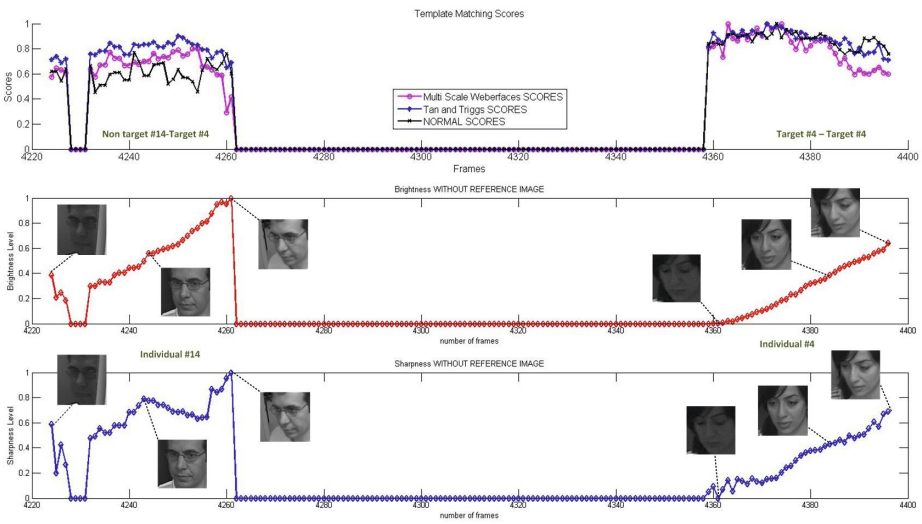 Template Matching Scores
Scores
1
0.8
0.6
0.4
0.2
0
Multi Scale Weberfaces SCORES
Tan and Triggs SCORES
NORMAL SCORES
Non target #14-Target #4
Target #4 – Target #4
4220 4240 4260 4280 4300 4320 4340 4360 4380 4400
Frames
Brightness WITHOUT REFERENCE IMAGE
Brightness Level
1
0.8
0.6
0.4
0.2
0
4220 4240 4260 4280 4300 4320 4340 4360 4380 4400
number of frames
Individual #14
Individual #4
Sharpness WITHOUT REFERENCE IMAGE
Sharpness Level
1
0.8
0.6
0.4
0.2
0
4220 4240 4260 4280 4300 4320 4340 4360 4380 4400
number of frames